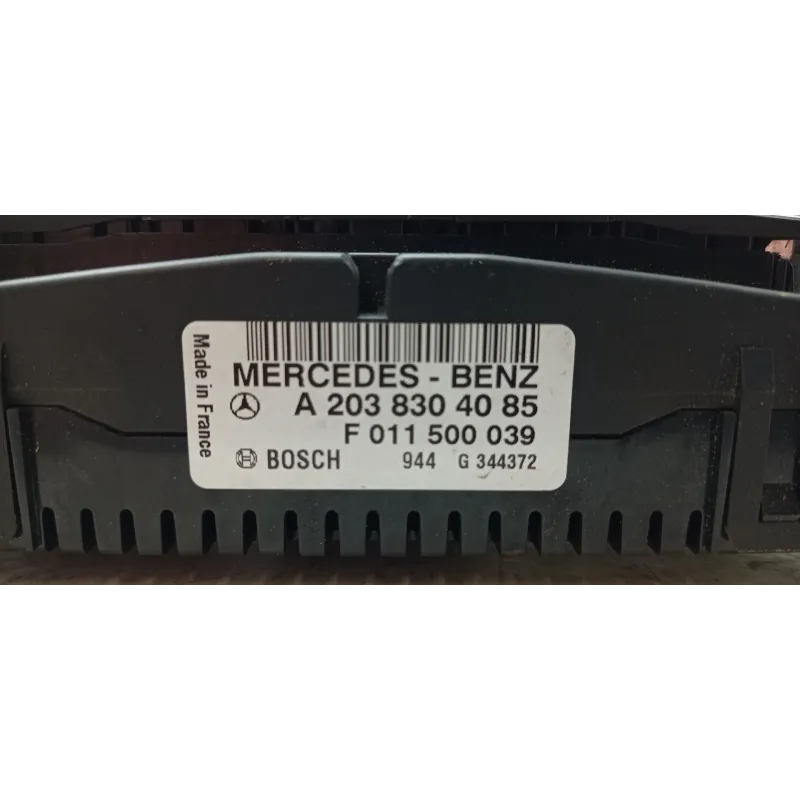 MERCEDES - BENZ
A 203 830 40 85
F 011 500 039
BOSCH 944 G 344372
Made in France